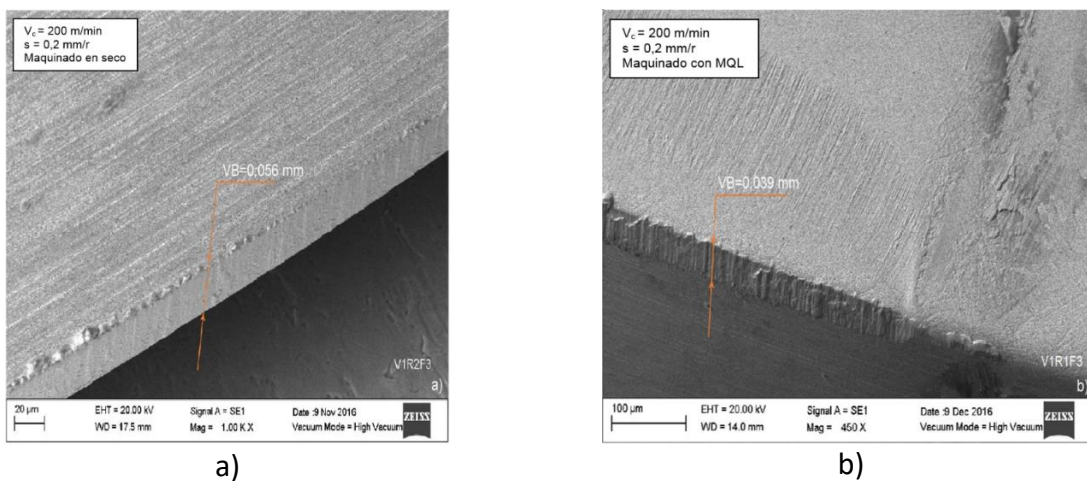 V꜀ = 200 m/min
s = 0,2 mm/r
Maquinado en seco
VB=0,056 mm
V1R2F3
a)
20 µm
EHT = 20.00 kV
WD = 17.5 mm
Signal A = SE1
Mag = 1.00 K X
Date :9 Nov 2016
Vacuum Mode = High Vacuum
ZEISS
a)
V꜀ = 200 m/min
s = 0,2 mm/r
Maquinado con MQL
VB=0,039 mm
V1R1F3
b)
100 µm
EHT = 20.00 kV
WD = 14.0 mm
Signal A = SE1
Mag = 450 X
Date :9 Dec 2016
Vacuum Mode = High Vacuum
ZEISS
b)